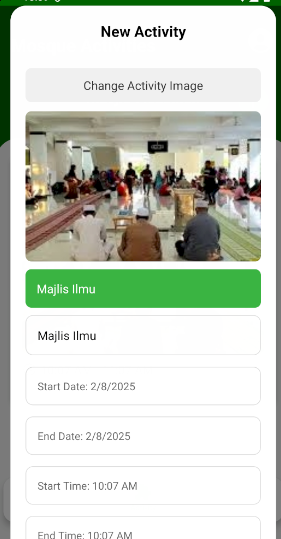 New Activity
Change Activity Image
Majlis Ilmu
Majlis Ilmu
Start Date: 2/8/2025
End Date: 2/8/2025
Start Time: 10:07 AM
End Time: 10:07 AM